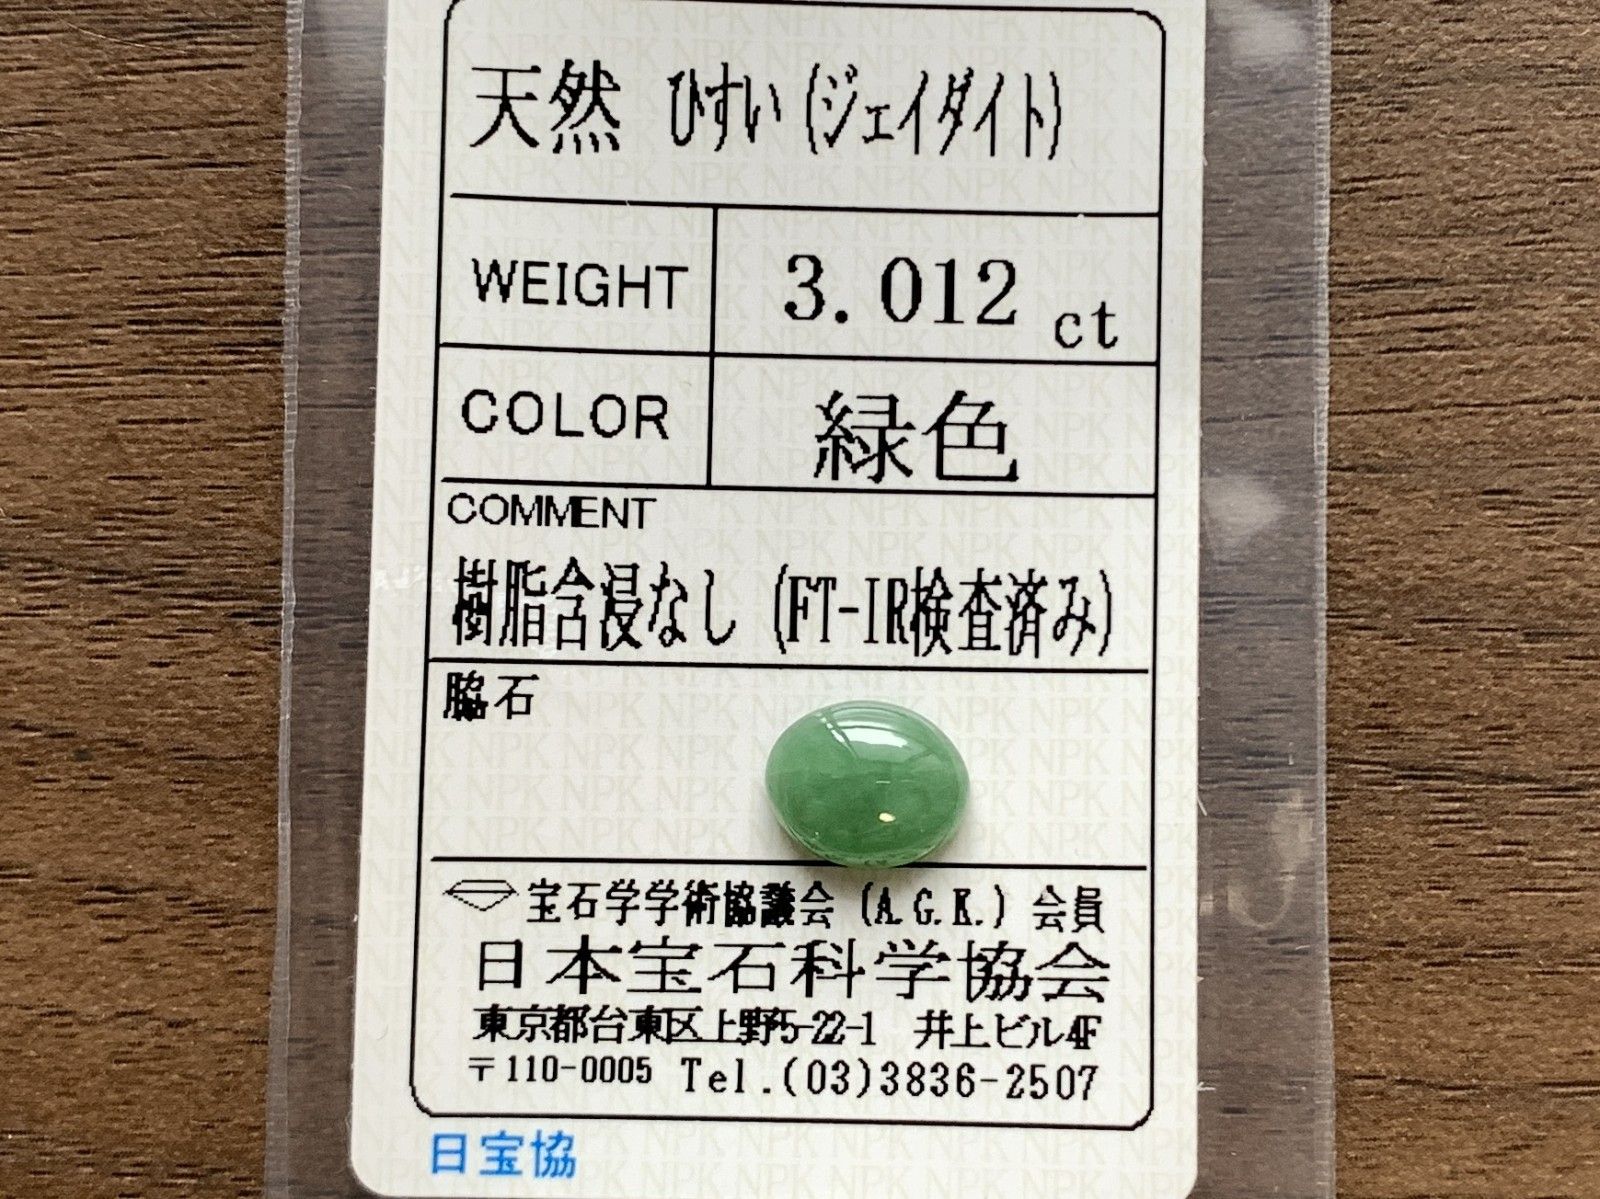 天然 ひすい (ジェイダイト)
WEIGHT 3.012 ct
COLOR 緑色
COMMENT
樹脂含浸なし (FT-IR検査済み)
脇石
宝石学学術協議会 (A.G.K.) 会員
日本宝石科学協会
東京都台東区上野5-22-1 井上ビル4F
〒110-0005 Tel.(03)3836-2507
日宝協